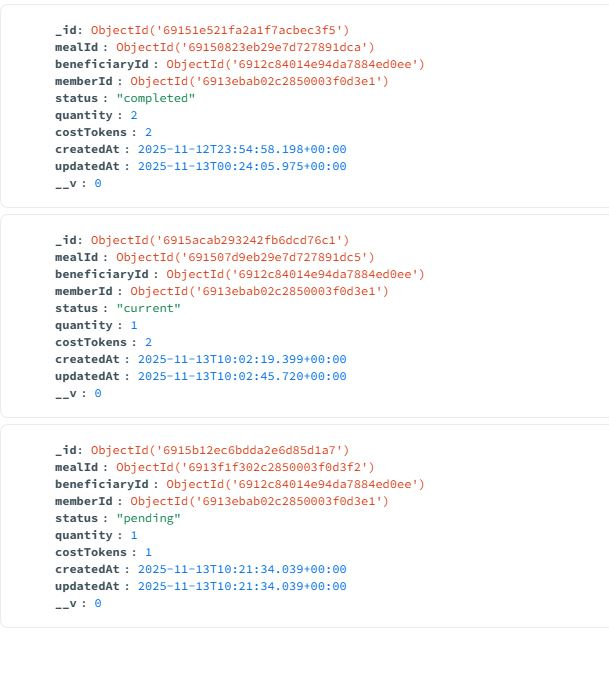 _id: ObjectId('69151e521fa2a1f7acbec3f5')
mealId : ObjectId('69150823eb29e7d727891dca')
beneficiaryId : ObjectId('6912c84014e94da7884ed0ee')
memberId : ObjectId('6913ebab02c2850003f0d3e1')
status : "completed"
quantity : 2
costTokens : 2
createdAt : 2025-11-12T23:54:58.198+00:00
updatedAt : 2025-11-13T00:24:05.975+00:00
__v : 0
_id: ObjectId('6915acab293242fb6dcd76c1')
mealId : ObjectId('691507d9eb29e7d727891dc5')
beneficiaryId : ObjectId('6912c84014e94da7884ed0ee')
memberId : ObjectId('6913ebab02c2850003f0d3e1')
status : "current"
quantity : 1
costTokens : 2
createdAt : 2025-11-13T10:02:19.399+00:00
updatedAt : 2025-11-13T10:02:45.720+00:00
__v : 0
_id: ObjectId('6915b12ec6bdda2e6d85d1a7')
mealId : ObjectId('6913f1f302c2850003f0d3f2')
beneficiaryId : ObjectId('6912c84014e94da7884ed0ee')
memberId : ObjectId('6913ebab02c2850003f0d3e1')
status : "pending"
quantity : 1
costTokens : 1
createdAt : 2025-11-13T10:21:34.039+00:00
updatedAt : 2025-11-13T10:21:34.039+00:00
__v : 0